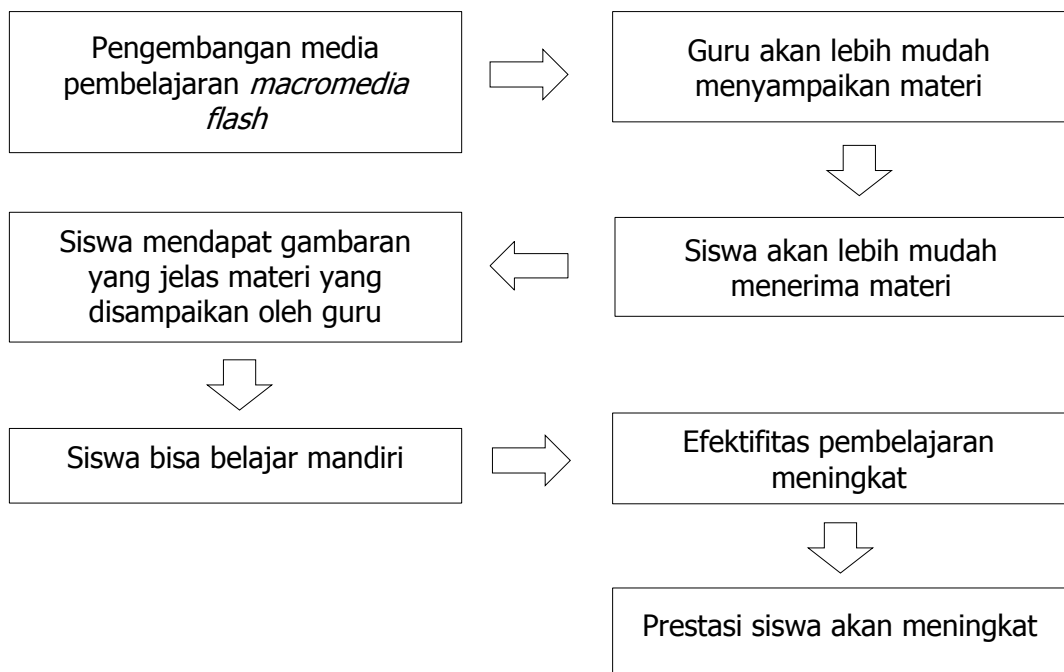 Pengembangan media
pembelajaran macromedia
flash
Guru akan lebih mudah
menyampaikan materi
Siswa akan lebih mudah
menerima materi
Siswa mendapat gambaran
yang jelas materi yang
disampaikan oleh guru
Siswa bisa belajar mandiri
Efektifitas pembelajaran
meningkat
Prestasi siswa akan meningkat